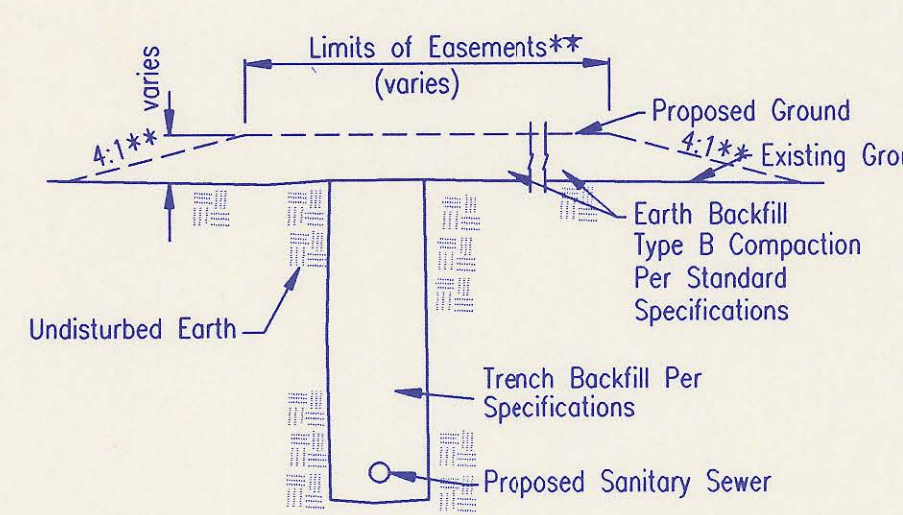 varies
Limits of Easements**
(varies)
Proposed Ground
4:1**
4:1**
Existing Grou
Earth Backfill
Type B Compaction
Per Standard
Specifications
Undisturbed Earth
Trench Backfill Per
Specifications
Proposed Sanitary Sewer